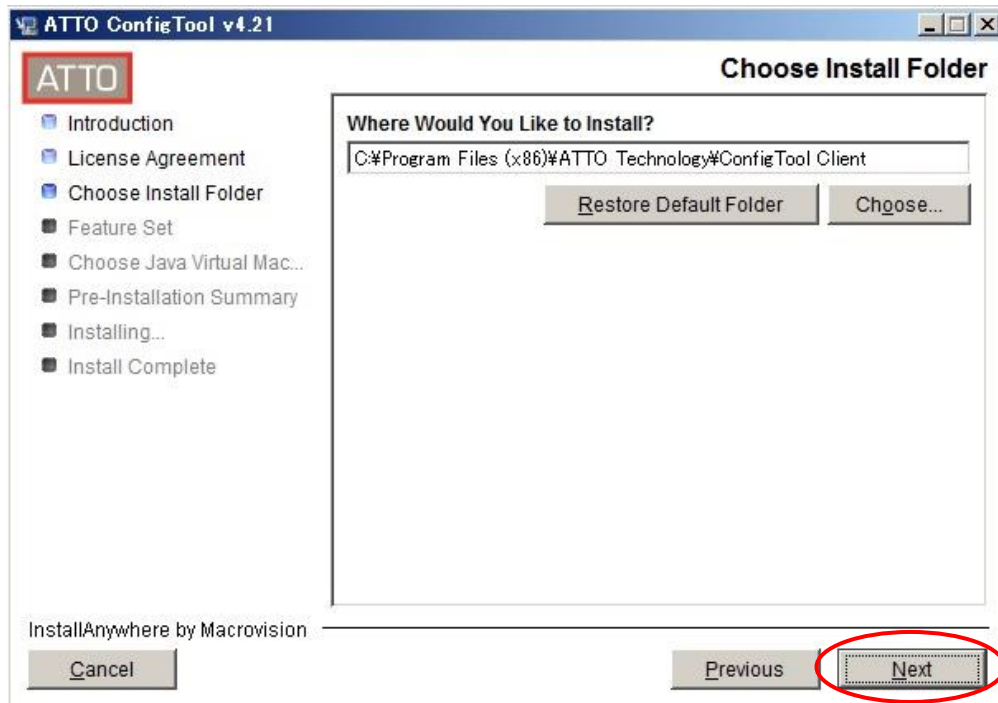 ATTO ConfigTool v4.21
ATTO
Choose Install Folder
Introduction
License Agreement
Choose Install Folder
Feature Set
Choose Java Virtual Mac...
Pre-Installation Summary
Installing...
Install Complete
Where Would You Like to Install?
C:¥Program Files (x86)¥ATTO Technology¥ConfigTool Client
Restore Default Folder
Choose...
InstallAnywhere by Macrovision
Cancel
Previous
Next